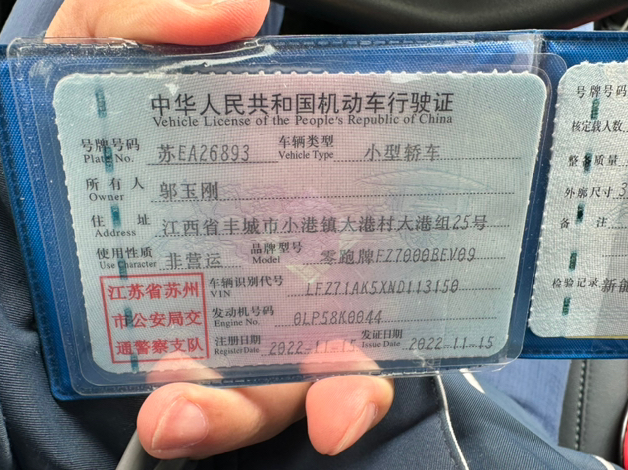 中华人民共和国机动车行驶证
Vehicle License of the People's Republic of China
号牌号码 苏EA26893 车辆类型 小型轿车
Plate No. Vehicle Type
所有人 邬玉刚
Owner
住址 江西省丰城市小港镇大港村大港组25号
Address
使用性质 非营运 品牌型号 零跑牌FZ7000BEV09
Use Character Model
车辆识别代号 LFZ71AK5XND113150
VIN
发动机号码 0LP58K0044
Engine No.
注册日期 2022-11-15 发证日期 2022-11-15
Register Date Issue Date
江苏省苏州
市公安局交
通警察支队
号牌号码
核定载人数
整备质量
外廓尺寸 3
备注
检验记录 新能